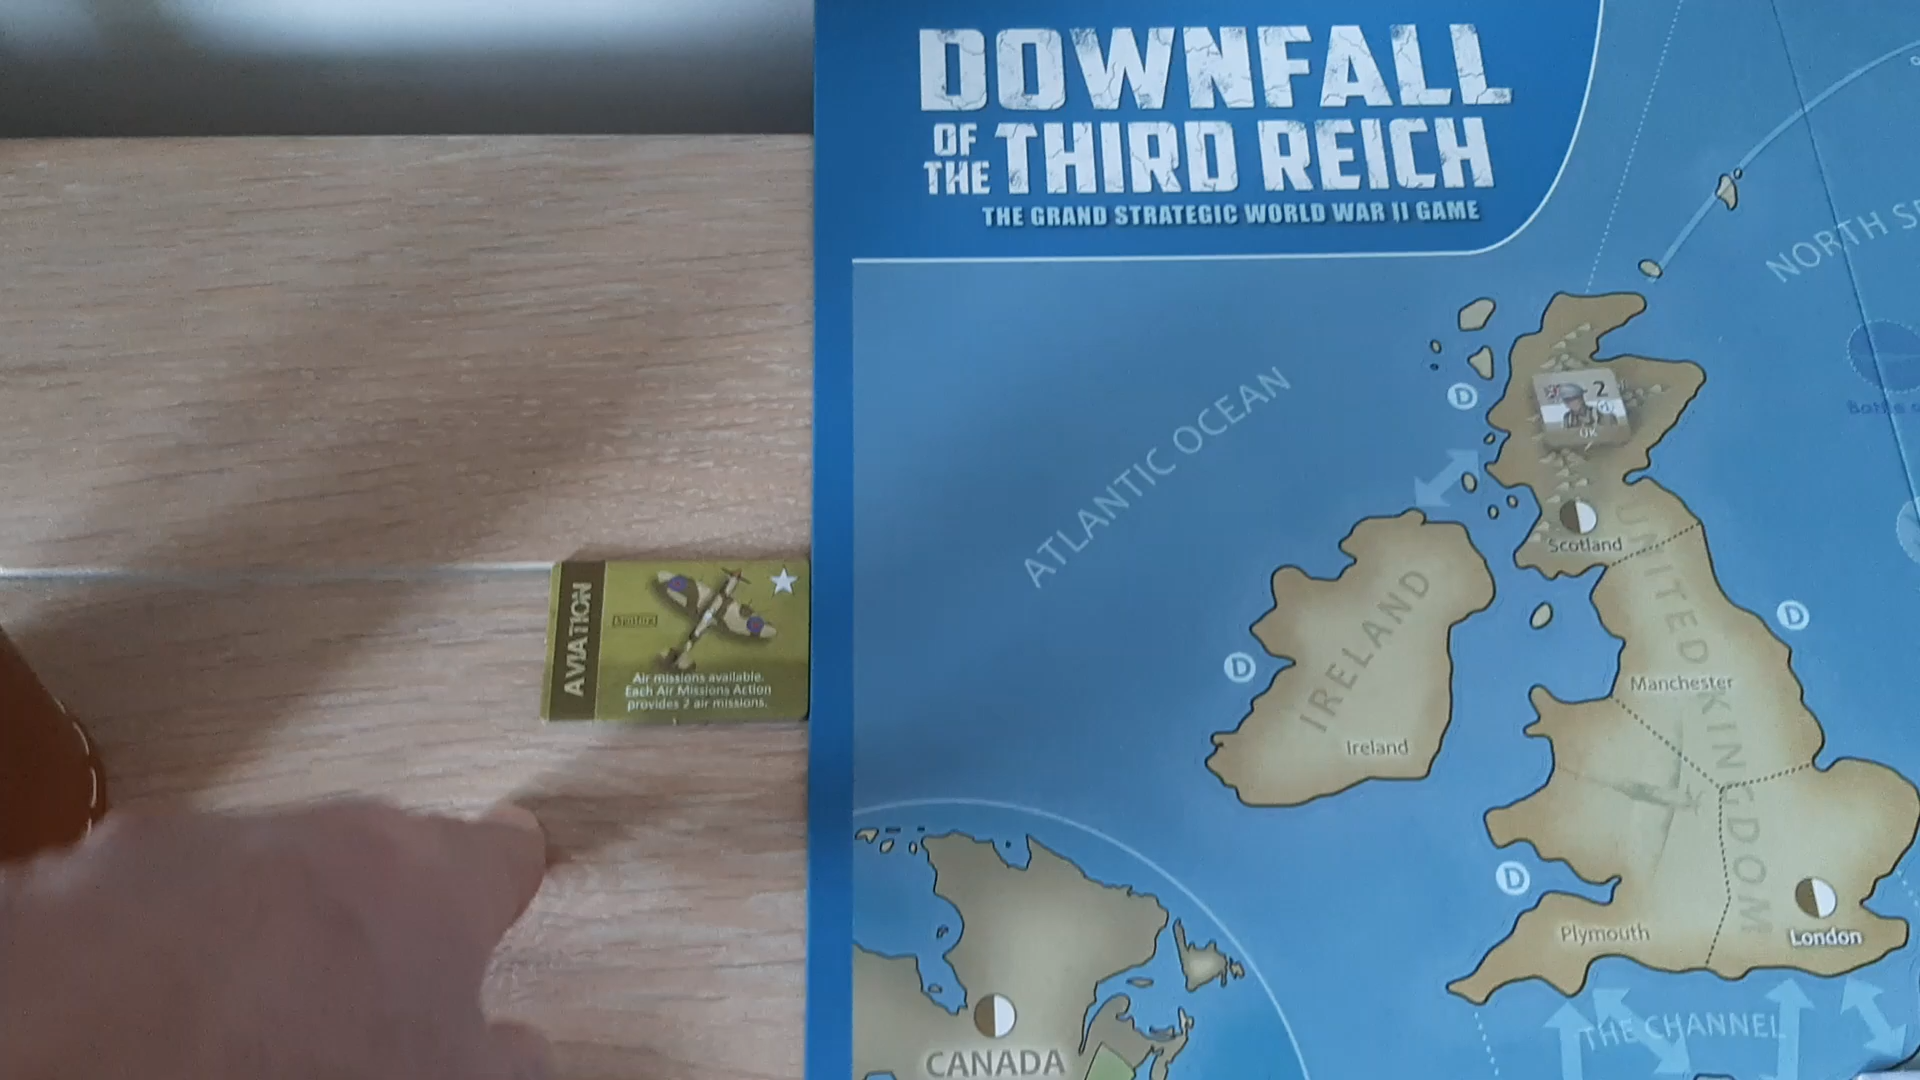 DOWNFALL
OF
THE
THIRD REICH
THE GRAND STRATEGIC WORLD WAR II GAME
NORTH SE
ATLANTIC OCEAN
D
2
UK
Scotland
UNITED KINGDOM
D
D
IRELAND
Ireland
Manchester
AVIATION
Spitfire
Air missions available.
Each Air Missions Action
provides 2 air missions.
D
Plymouth
London
THE CHANNEL
CANADA